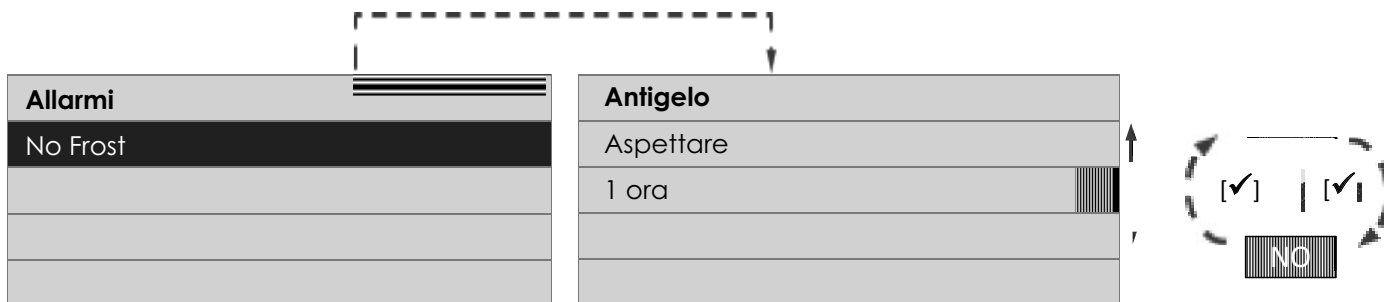 Allarmi
No Frost
Antigelo
Aspettare
1 ora
[✔] [✔
NO